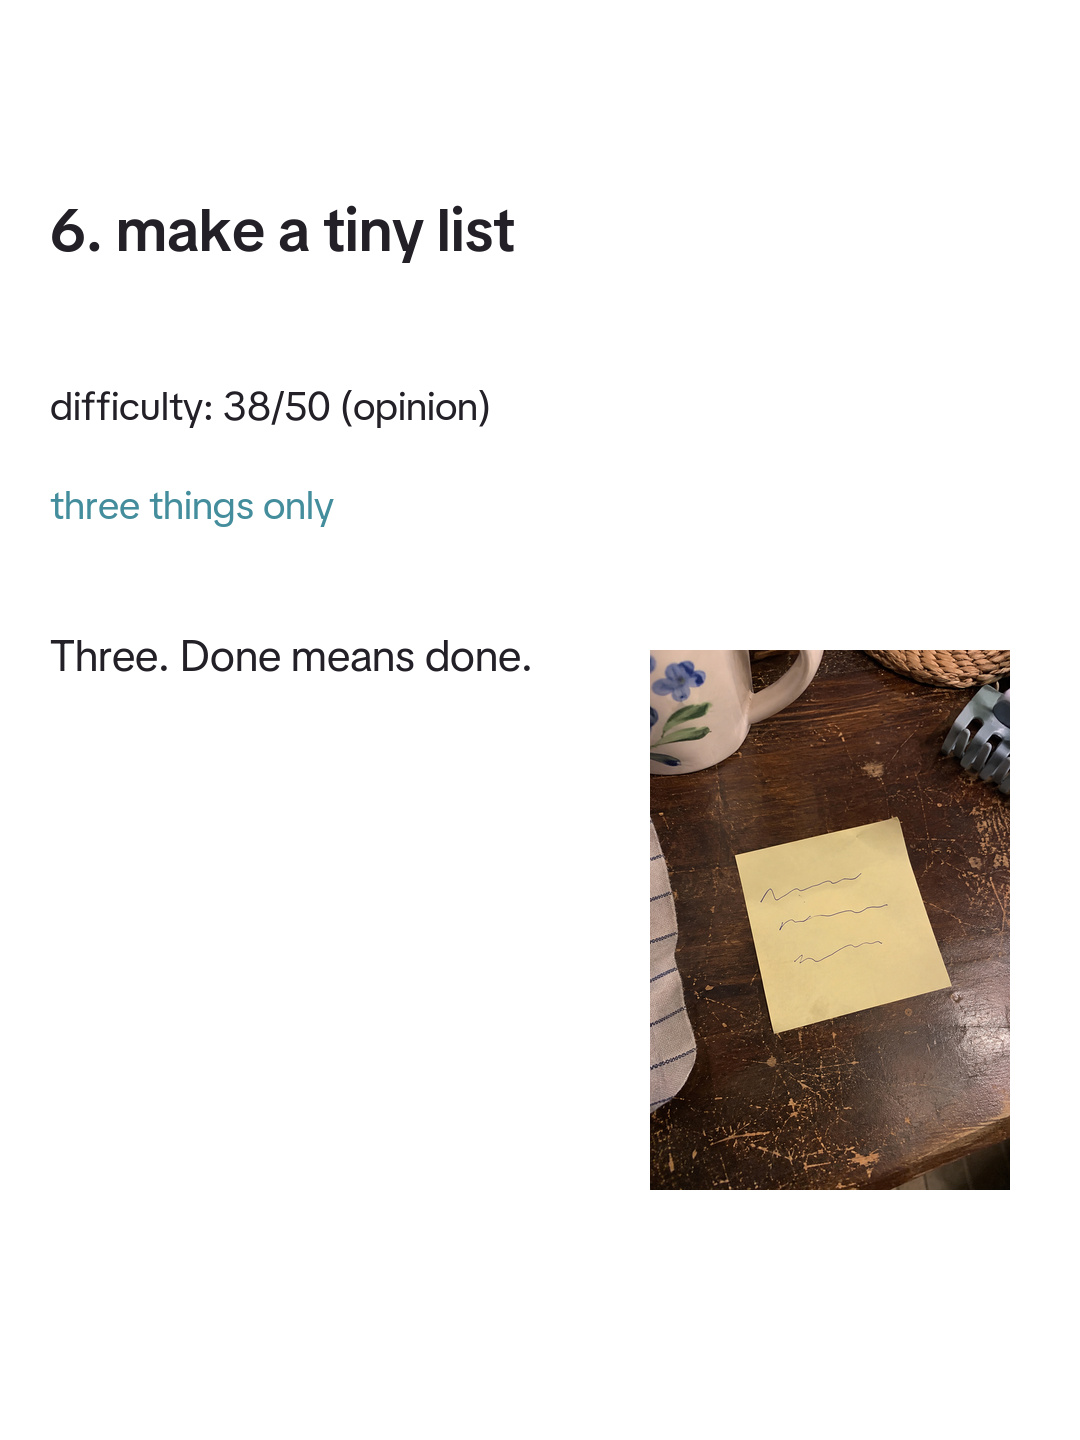 6. make a tiny list
difficulty: 38/50 (opinion)
three things only
Three. Done means done.